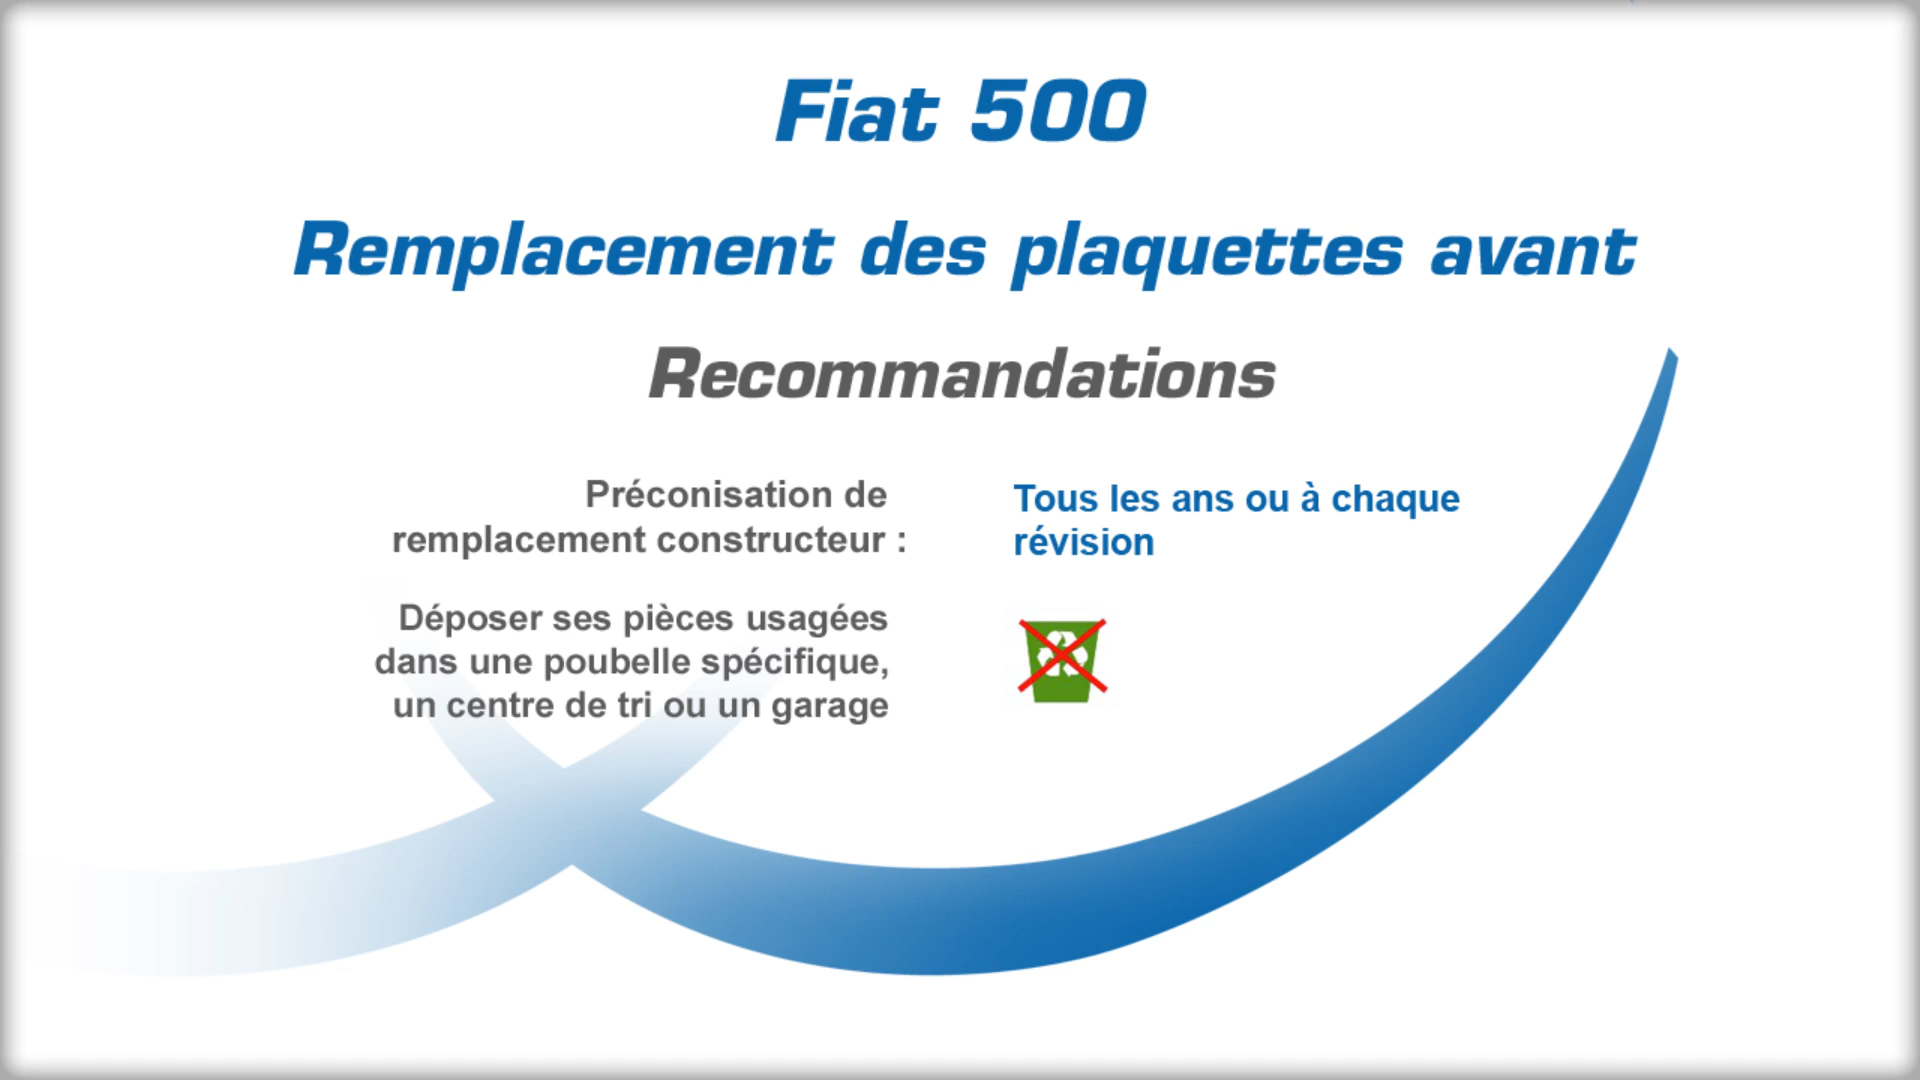 Fiat 500
Remplacement des plaquettes avant
Recommandations
Préconisation de
remplacement constructeur :
Tous les ans ou à chaque
révision
Déposer ses pièces usagées
dans une poubelle spécifique,
un centre de tri ou un garage